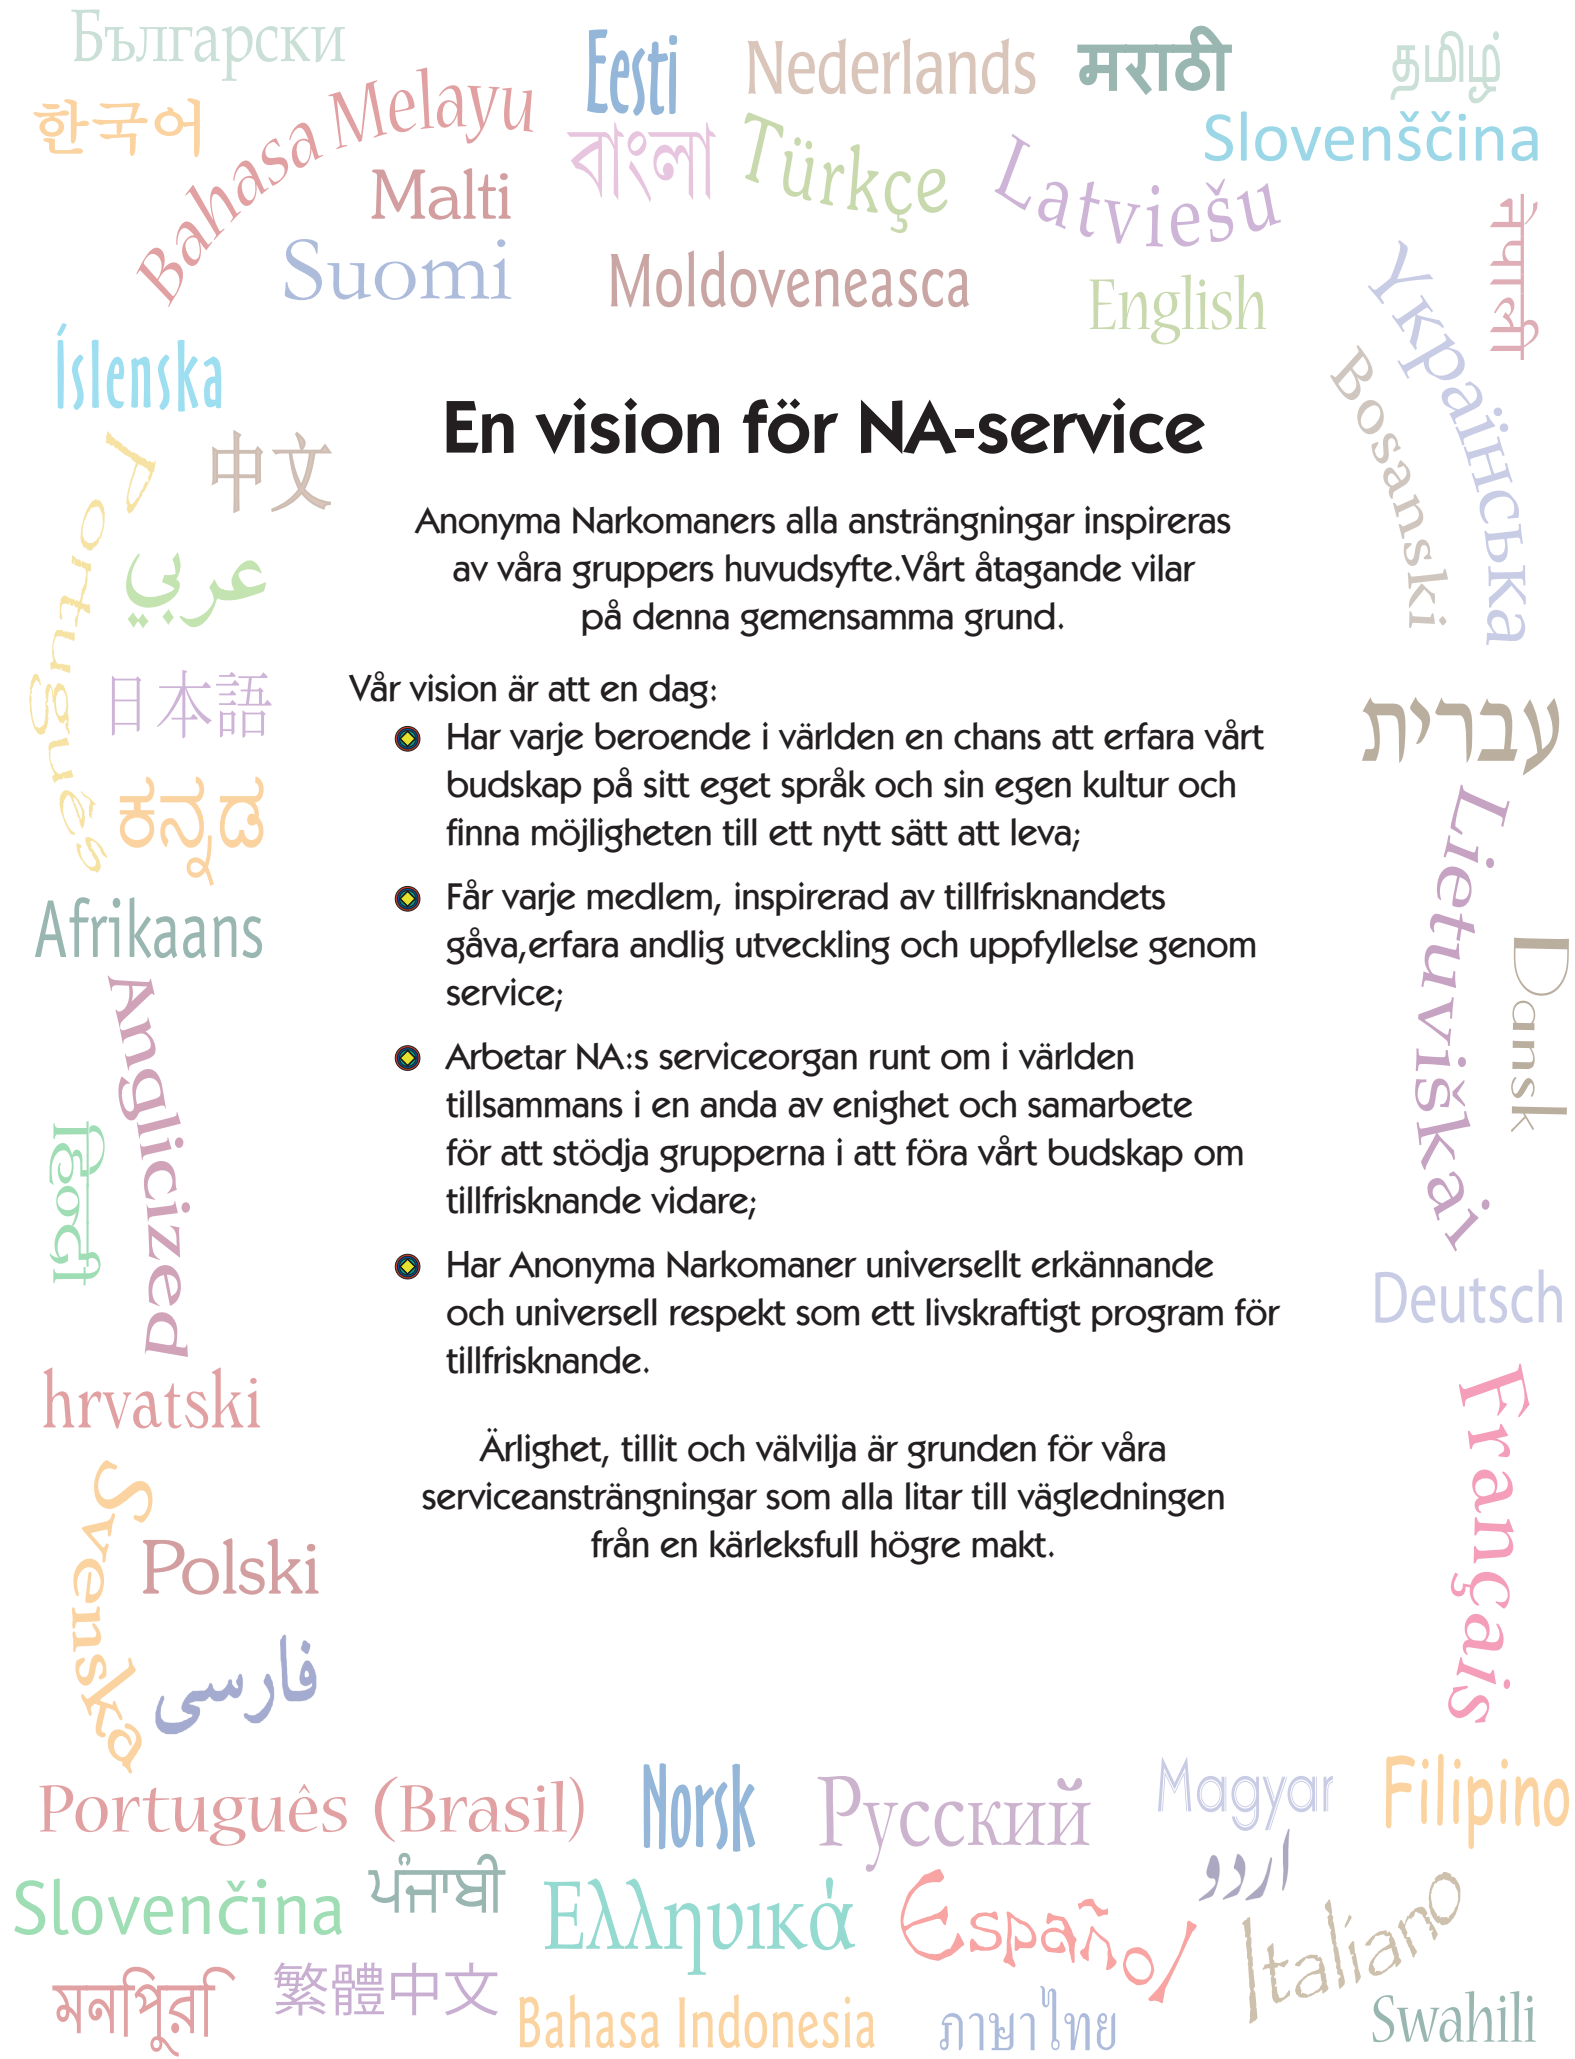 Български
Eesti
Nederlands
मराठी
தமிழ்
한국어
Bahasa Melayu
Malti
বাংলা
Türkçe
Latviešu
Slovenščina
नेपाली
Suomi
Moldoveneasca
English
Українська
Bosanski
Íslenska
En vision för NA-service
Português
中文
Anonyma Narkomaners alla ansträngningar inspireras
av våra gruppers huvudsyfte.Vårt åtagande vilar
på denna gemensamma grund.
عربي
日本語
עברית
Vår vision är att en dag:
Har varje beroende i världen en chans att erfara vårt
budskap på sitt eget språk och sin egen kultur och
finna möjligheten till ett nytt sätt att leva;
ಕನ್ನಡ
Lietuviškai
Får varje medlem, inspirerad av tillfrisknandets
gåva,erfara andlig utveckling och uppfyllelse genom
service;
Afrikaans
Dansk
Anglicized
Arbetar NA:s serviceorgan runt om i världen
tillsammans i en anda av enighet och samarbete
för att stödja grupperna i att föra vårt budskap om
tillfrisknande vidare;
हिन्दी
Har Anonyma Narkomaner universellt erkännande
och universell respekt som ett livskraftigt program för
tillfrisknande.
Deutsch
hrvatski
Français
Ärlighet, tillit och välvilja är grunden för våra
serviceansträngningar som alla litar till vägledningen
från en kärleksfull högre makt.
Svenska
Polski
فارسی
Português (Brasil)
Norsk
Русский
Magyar
Filipino
Slovenčina
ਪੰਜਾਬੀ
Ελληνικά
Español
اردو
Italiano
মনিপুরি
繁體中文
Bahasa Indonesia
ภาษาไทย
Swahili